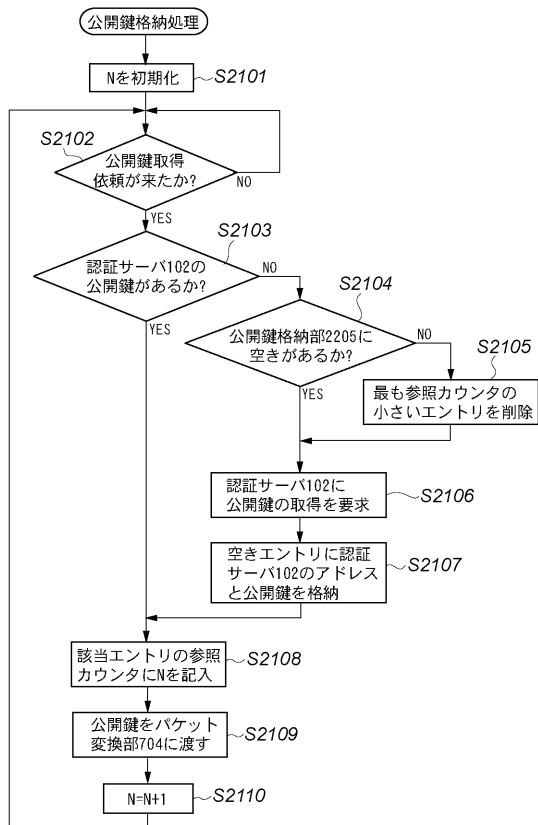 公開鍵格納処理
Nを初期化
S2101
S2102
公開鍵取得
依頼が来たか?
NO
YES
S2103
認証サーバ102の
公開鍵があるか?
NO
YES
S2104
公開鍵格納部2205に
空きがあるか?
NO
YES
S2105
最も参照カウンタの
小さいエントリを削除
認証サーバ102に
公開鍵の取得を要求
S2106
空きエントリに認証
サーバ102のアドレス
と公開鍵を格納
S2107
該当エントリの参照
カウンタにNを記入
S2108
公開鍵をパケット
変換部704に渡す
S2109
N=N+1
S2110